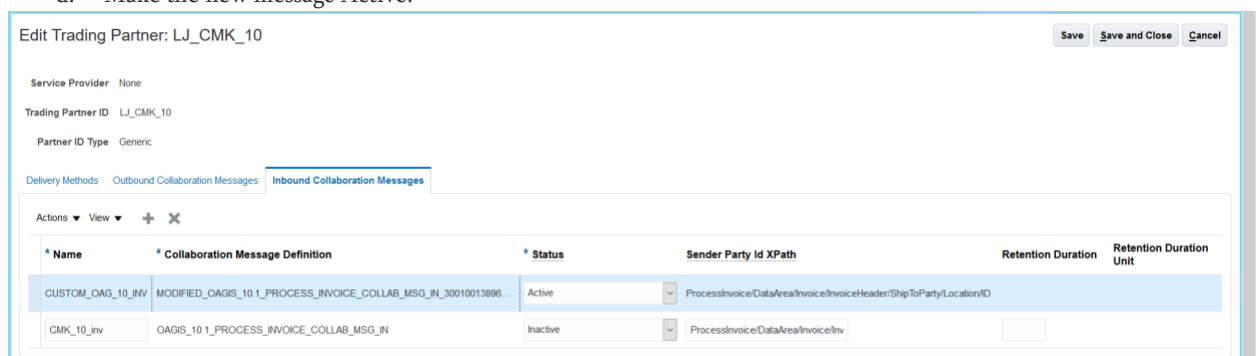 d. Make the new message Active.
Edit Trading Partner: LJ_CMK_10
Save Save and Close Cancel
Service Provider None
Trading Partner ID LJ_CMK_10
Partner ID Type Generic
Delivery Methods Outbound Collaboration Messages Inbound Collaboration Messages
Actions View
* Name * Collaboration Message Definition * Status Sender Party Id XPath Retention Duration Retention Duration Unit
CUSTOM_OAG_10_INV MODIFIED_OAGIS_10.1_PROCESS_INVOICE_COLLAB_MSG_IN_30010013896... Active ProcessInvoice/DataArea/Invoice/InvoiceHeader/ShipToParty/Location/ID
CMK_10_inv OAGIS_10.1_PROCESS_INVOICE_COLLAB_MSG_IN Inactive ProcessInvoice/DataArea/Invoice/Inv